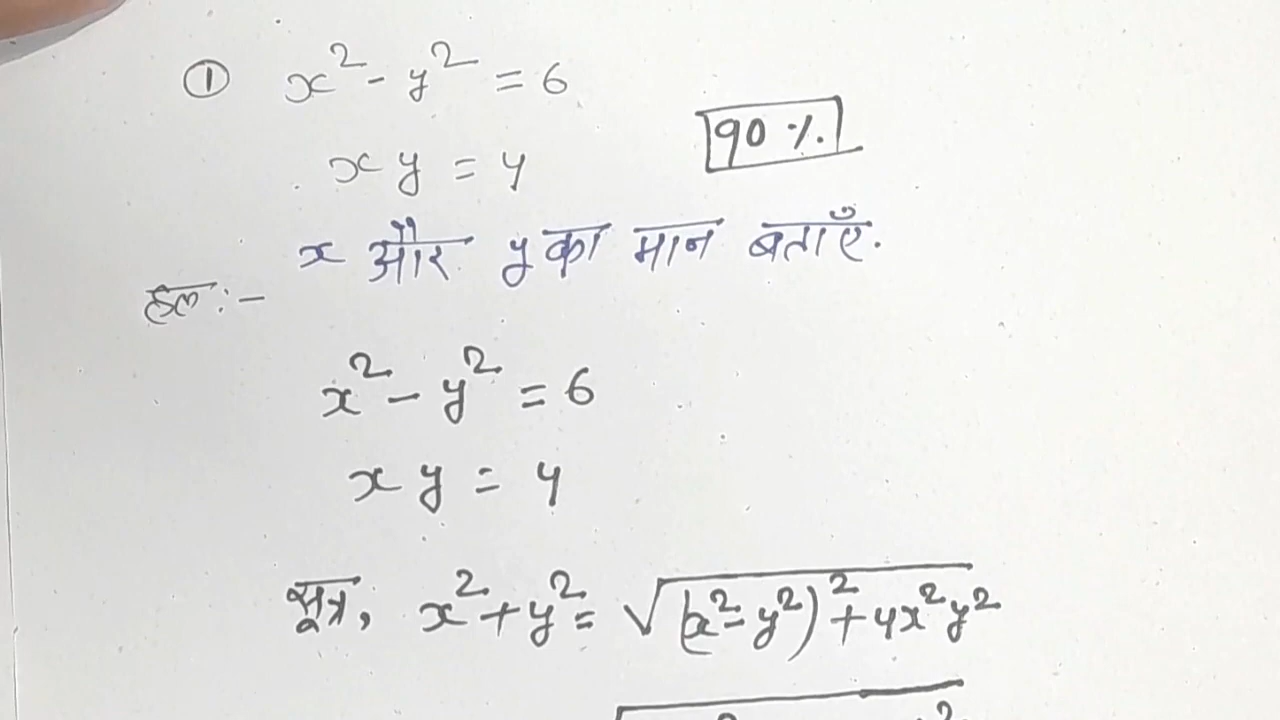 ① x² - y² = 6
90 %.
xy = 4
x और y का मान बताएँ.
हल :-
x² - y² = 6
xy = 4
सूत्र, x² + y² = √(x² - y²)² + 4x²y²